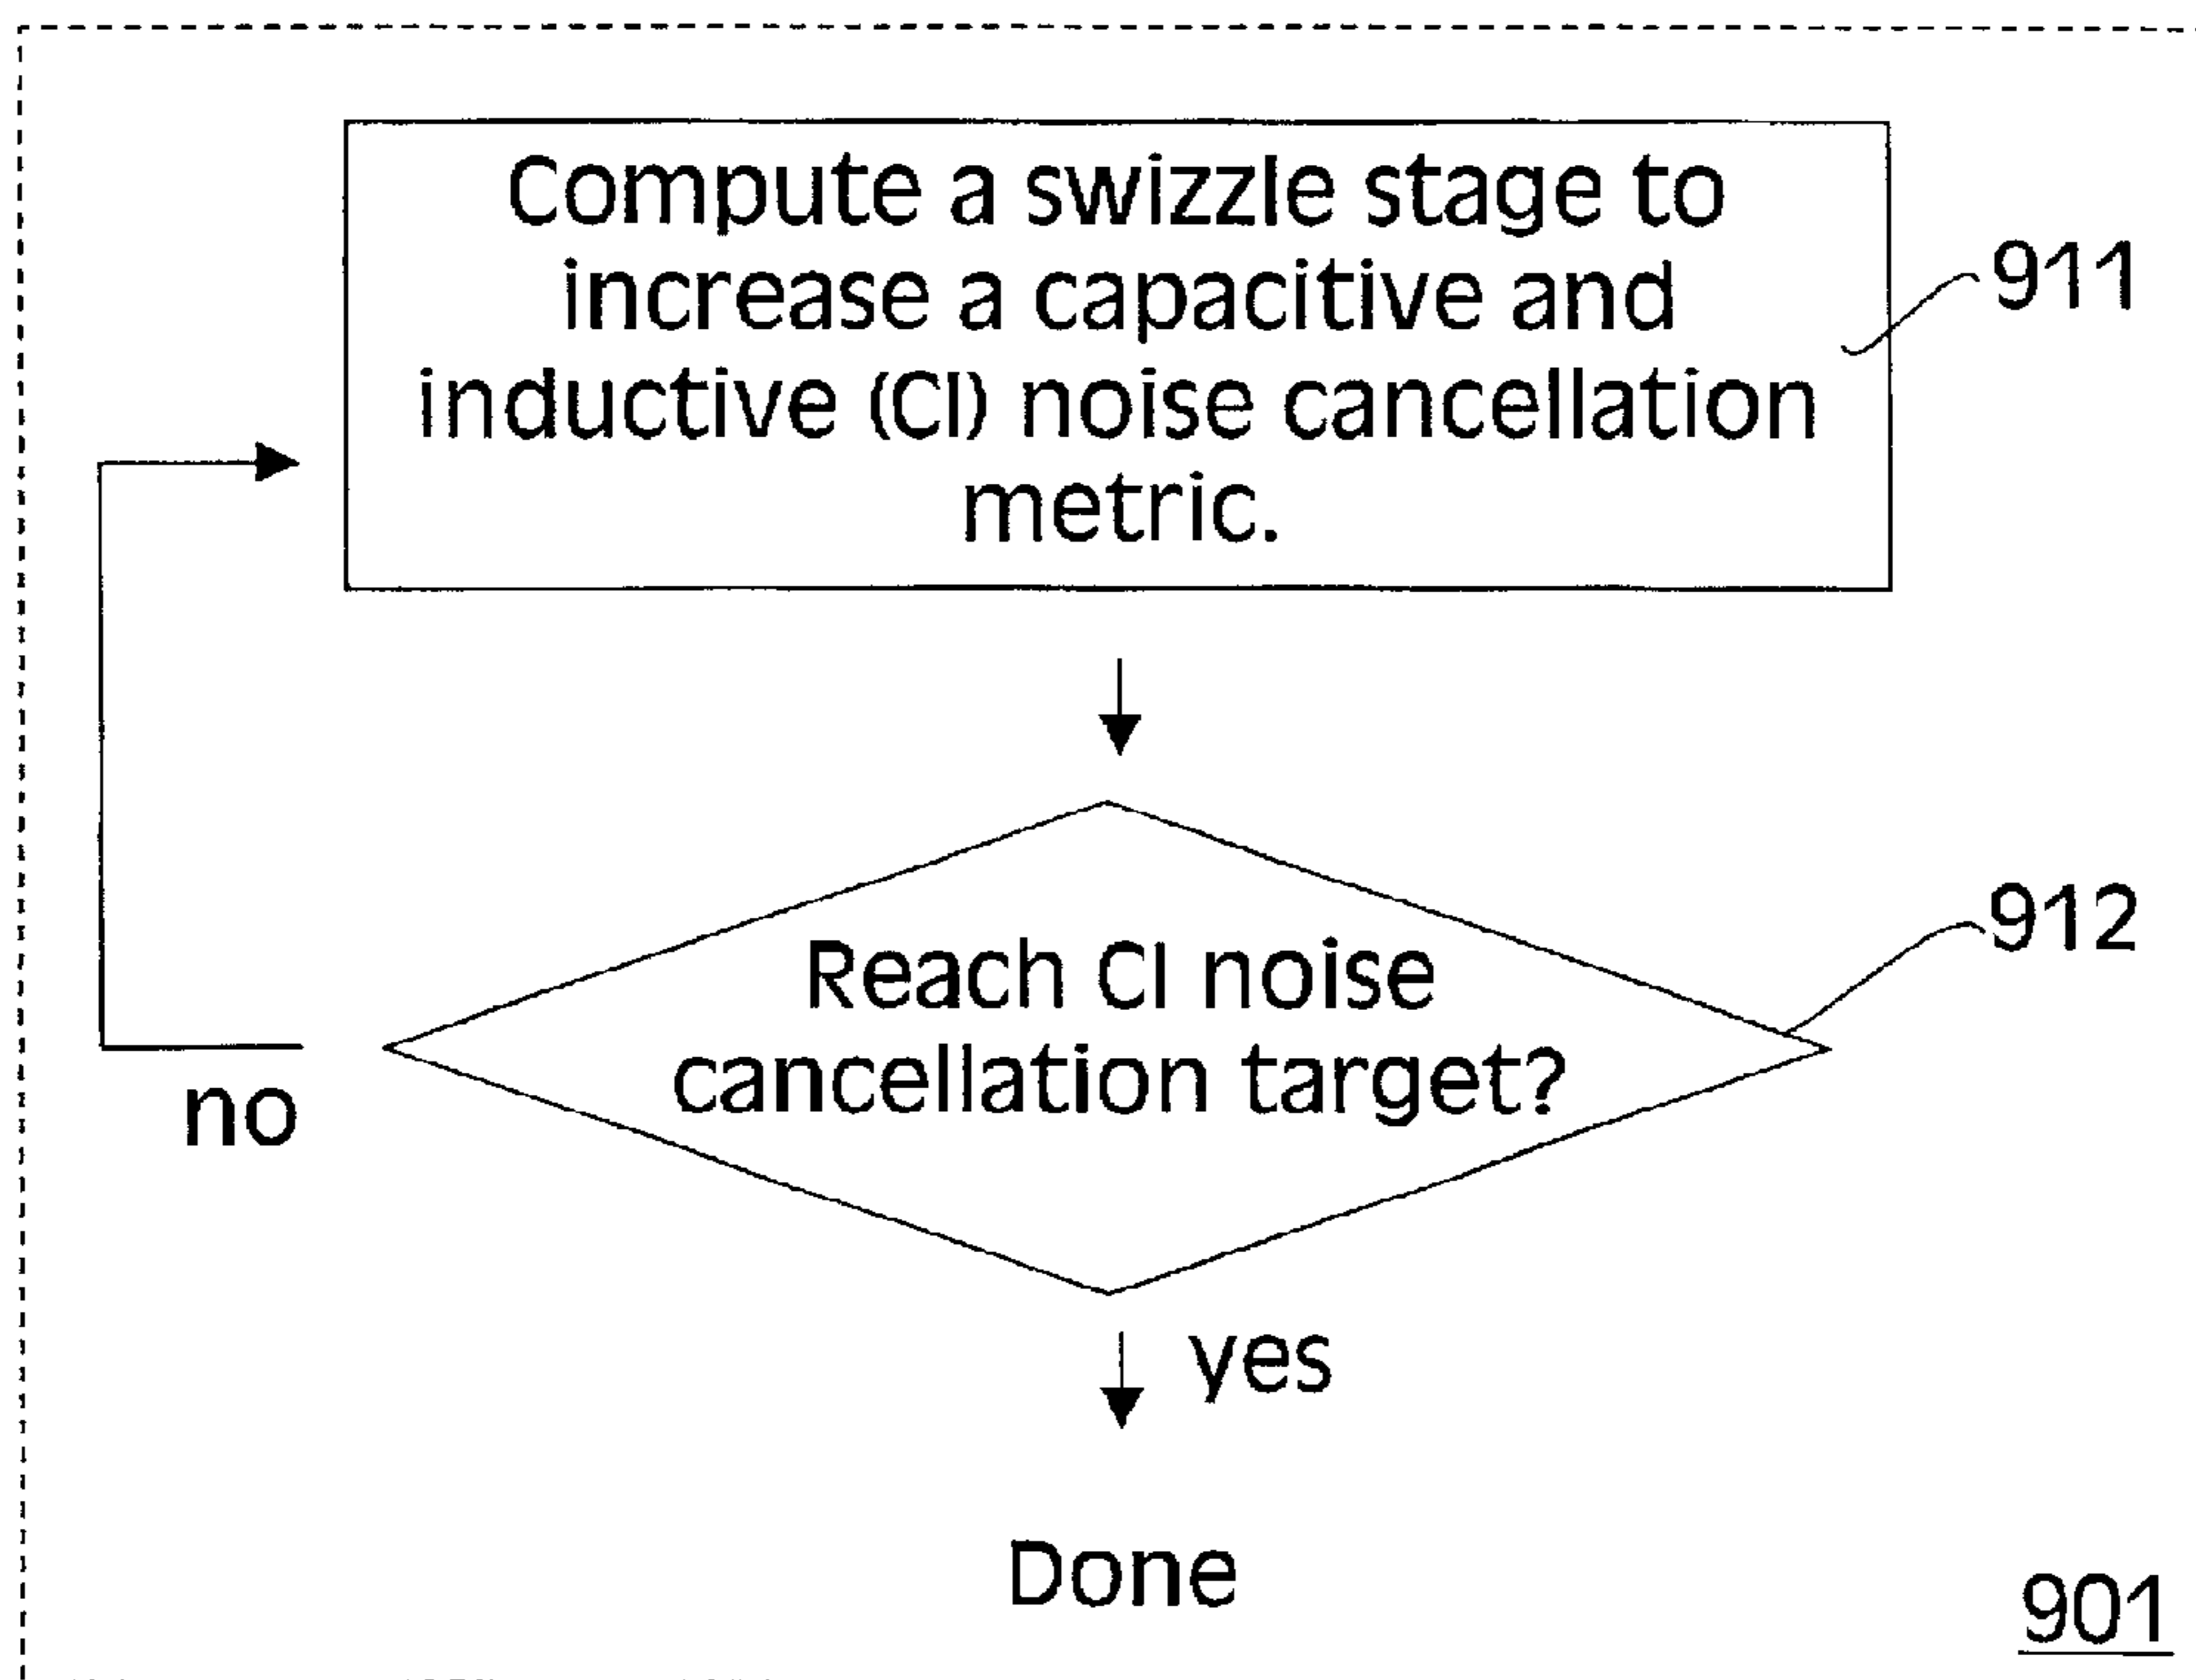 Compute a swizzle stage to
increase a capacitive and
inductive (CI) noise cancellation
metric.
911
Reach CI noise
cancellation target?
912
no
yes
Done
901